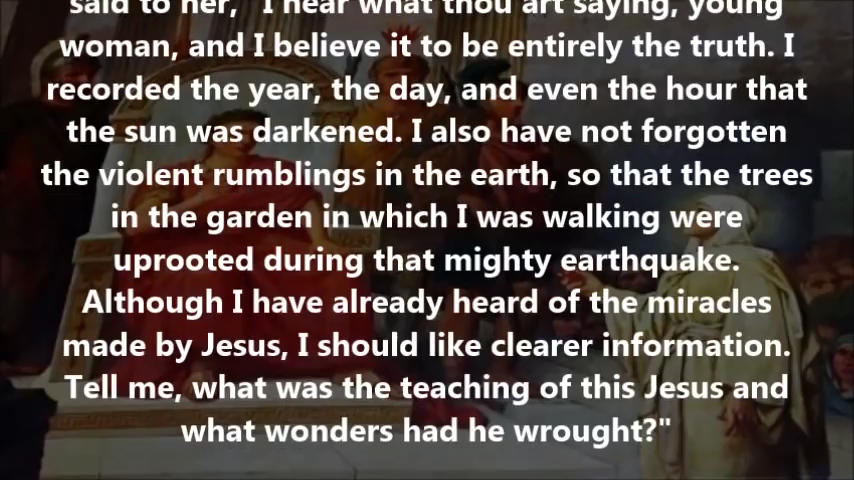 said to her, "I hear what thou art saying, young
woman, and I believe it to be entirely the truth. I
recorded the year, the day, and even the hour that
the sun was darkened. I also have not forgotten
the violent rumblings in the earth, so that the trees
in the garden in which I was walking were
uprooted during that mighty earthquake.
Although I have already heard of the miracles
made by Jesus, I should like clearer information.
Tell me, what was the teaching of this Jesus and
what wonders had he wrought?"